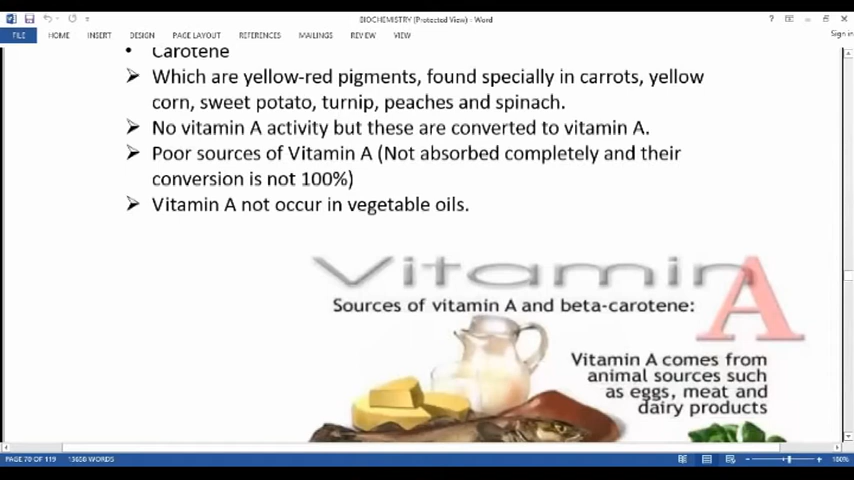 BIOCHEMISTRY (Protected View) - Word
Sign in
FILE HOME INSERT DESIGN PAGE LAYOUT REFERENCES MAILINGS REVIEW VIEW
• Carotene
➢ Which are yellow-red pigments, found specially in carrots, yellow
corn, sweet potato, turnip, peaches and spinach.
➢ No vitamin A activity but these are converted to vitamin A.
➢ Poor sources of Vitamin A (Not absorbed completely and their
conversion is not 100%)
➢ Vitamin A not occur in vegetable oils.
Vitamin A
Sources of vitamin A and beta-carotene:
Vitamin A comes from
animal sources such
as eggs, meat and
dairy products
PAGE 70 OF 119 13658 WORDS 100%